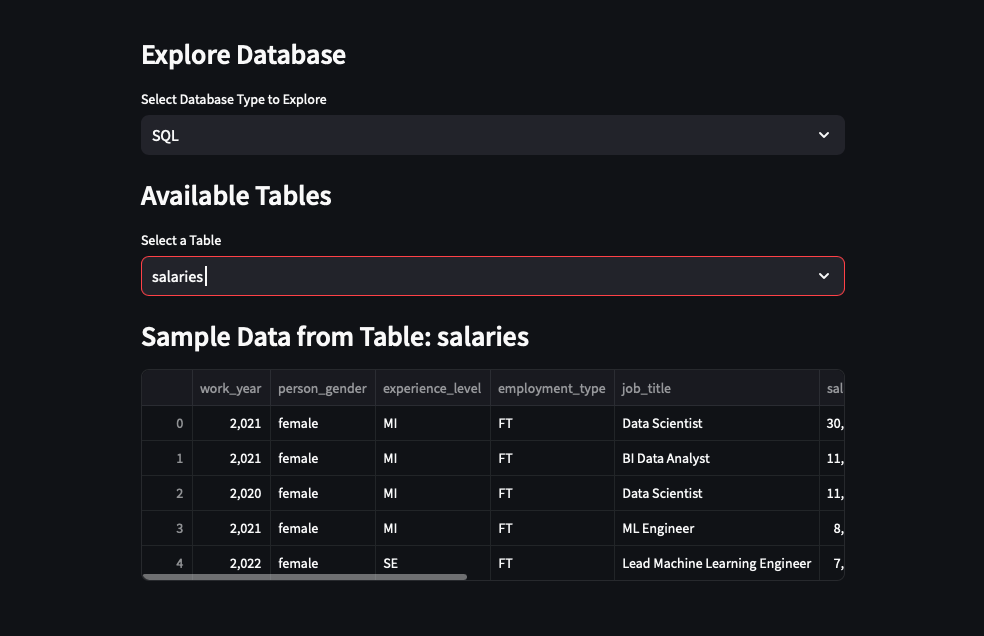 Explore Database
Select Database Type to Explore
SQL
Available Tables
Select a Table
salaries
Sample Data from Table: salaries
work_year person_gender experience_level employment_type job_title sal
0 2,021 female MI FT Data Scientist 30,
1 2,021 female MI FT BI Data Analyst 11,
2 2,020 female MI FT Data Scientist 11,
3 2,021 female MI FT ML Engineer 8,
4 2,022 female SE FT Lead Machine Learning Engineer 7,